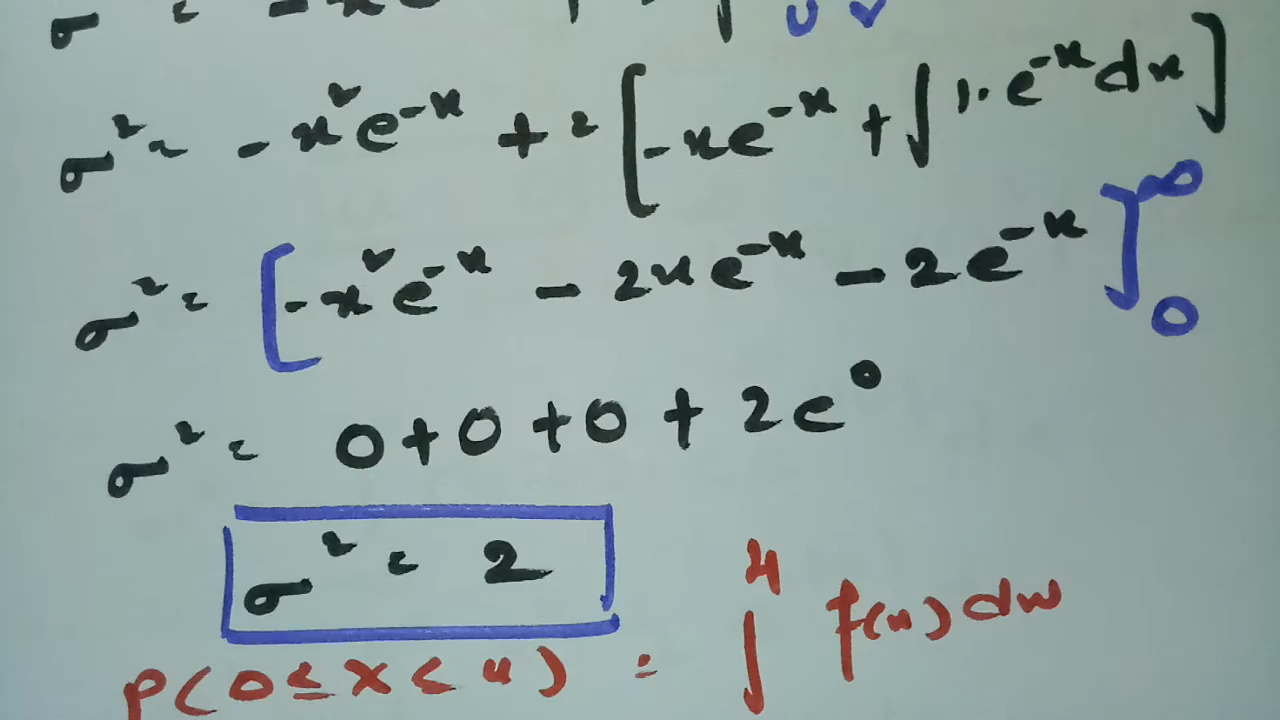 σ² = - x²e^-x + 2 [-xe^-x + ∫1·e^-x dx]
σ² = [-x²e^-x - 2xe^-x - 2e^-x]₀^∞
σ² = 0+0+0+2e⁰
σ² = 2
P(0≤x<4) = ∫⁴ f(x)dx